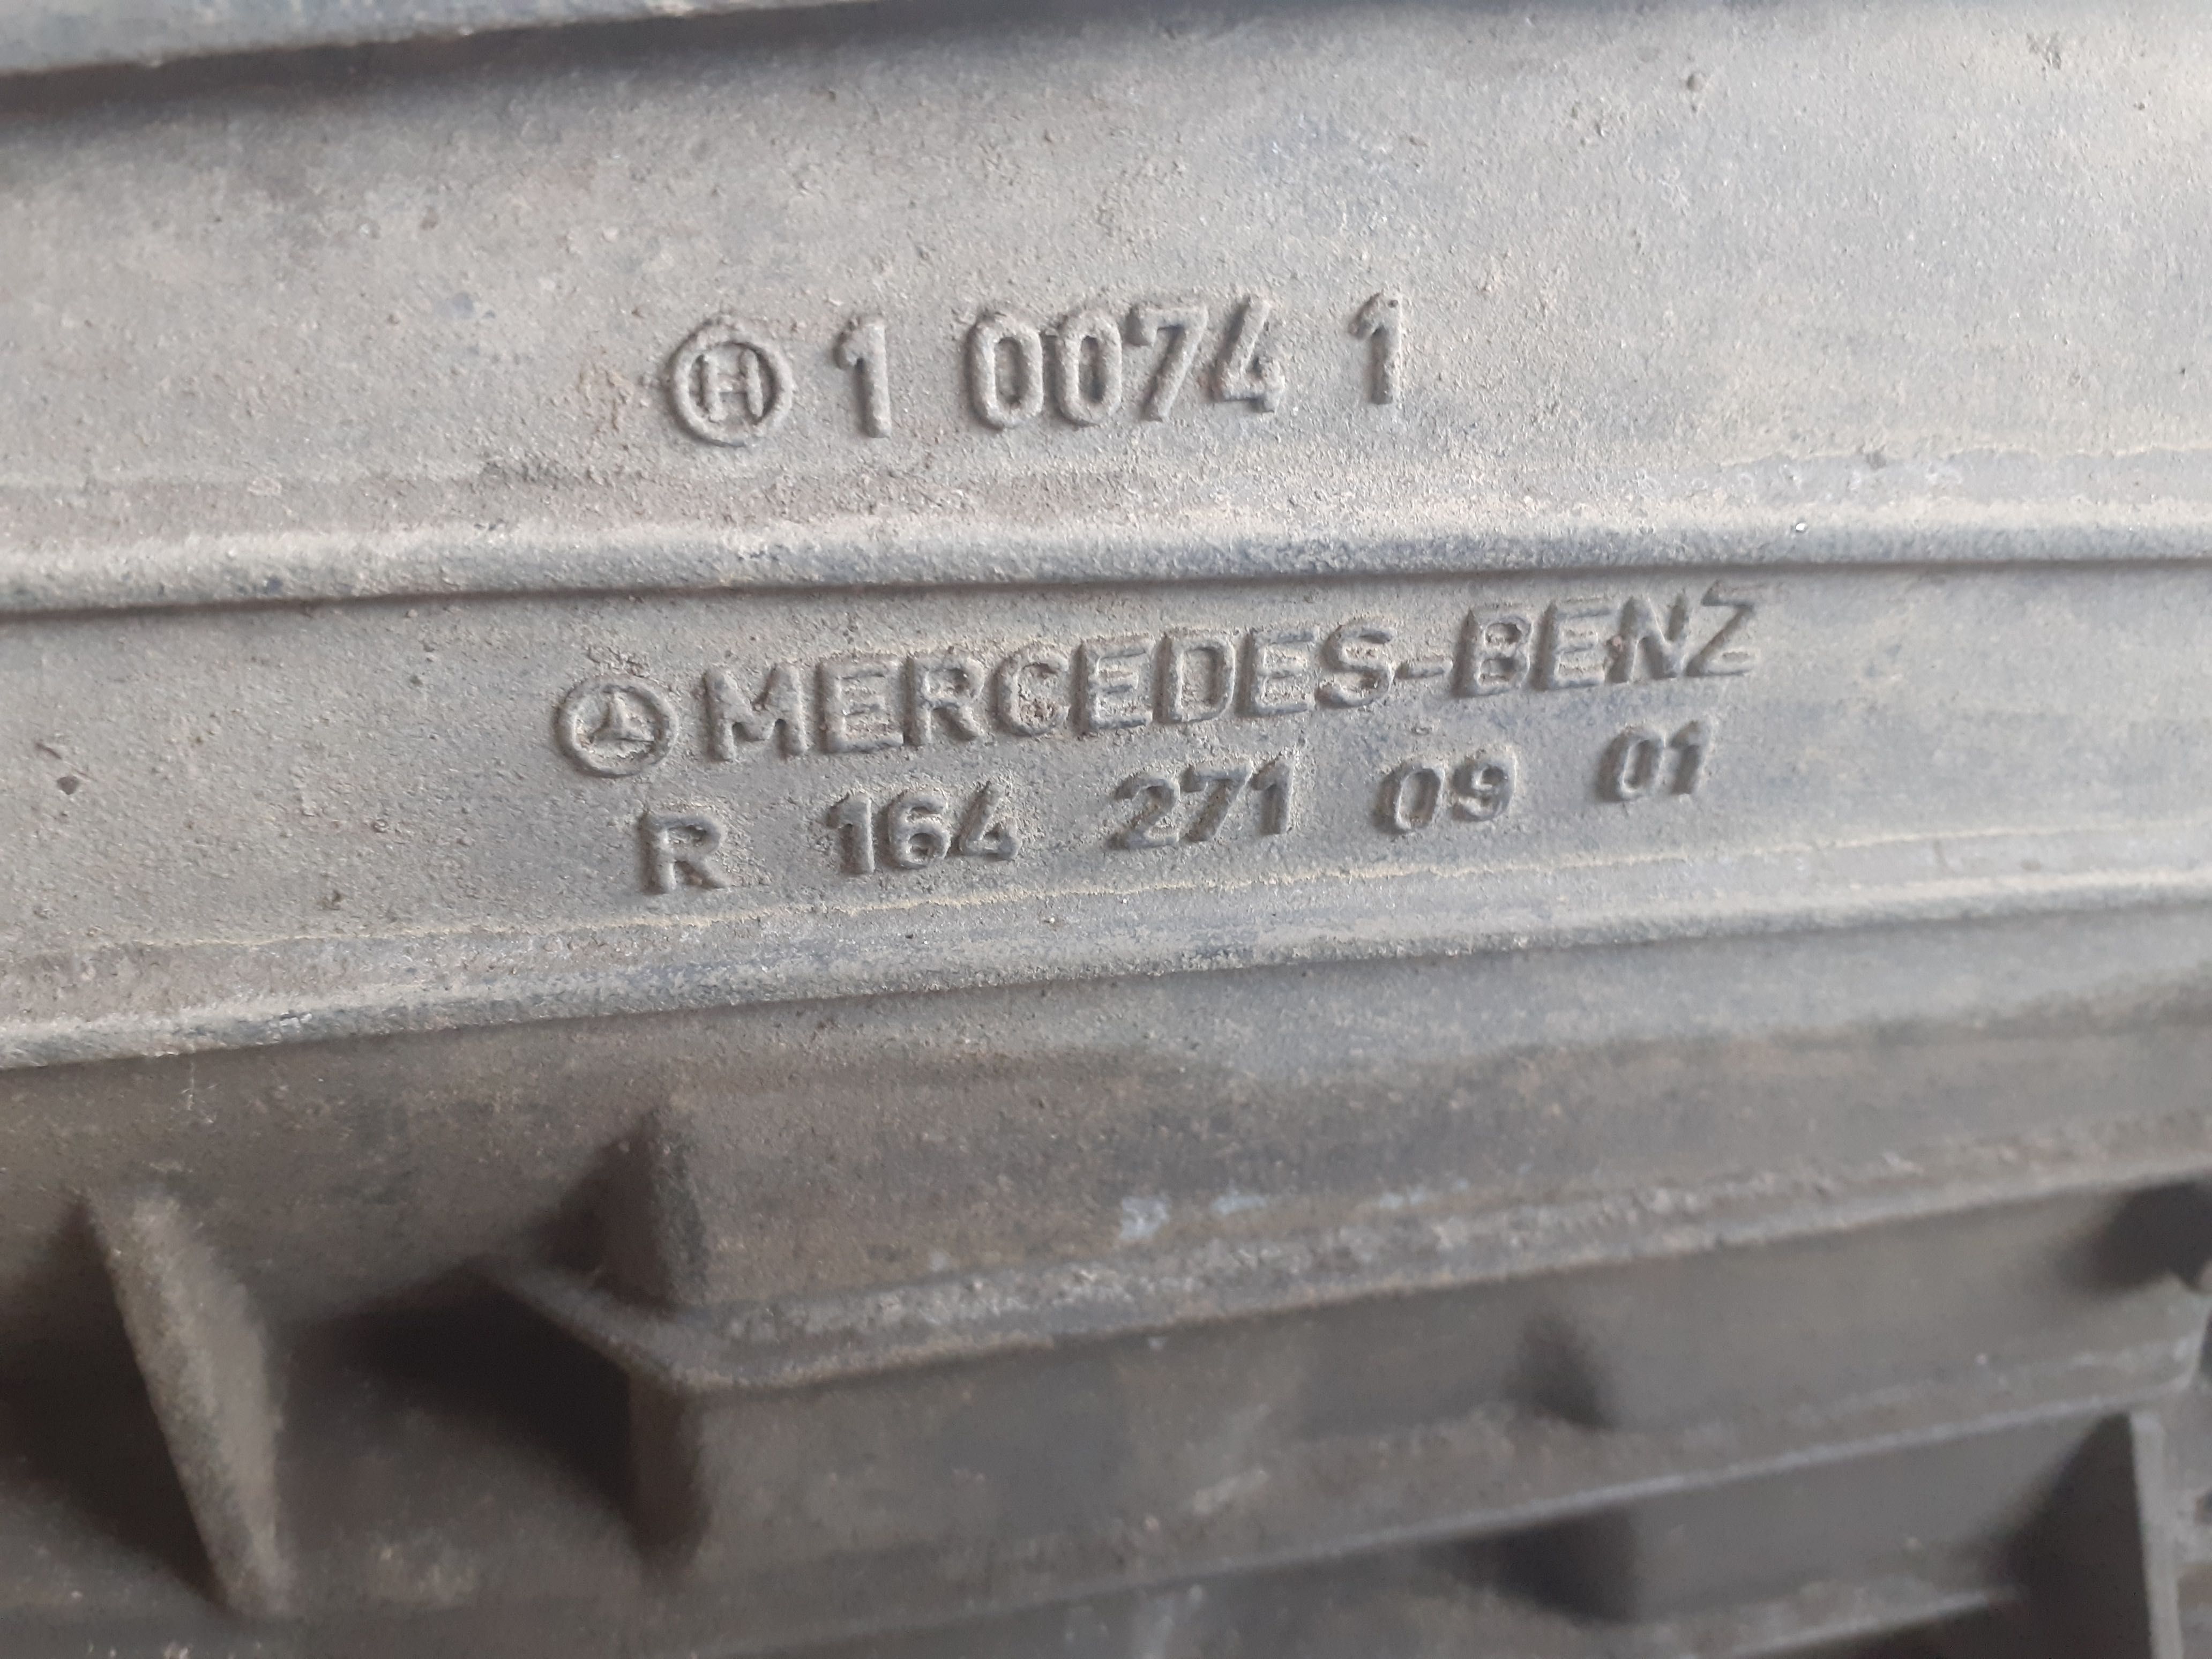 H 1 0074 1
MERCEDES-BENZ
R 164 271 09 01